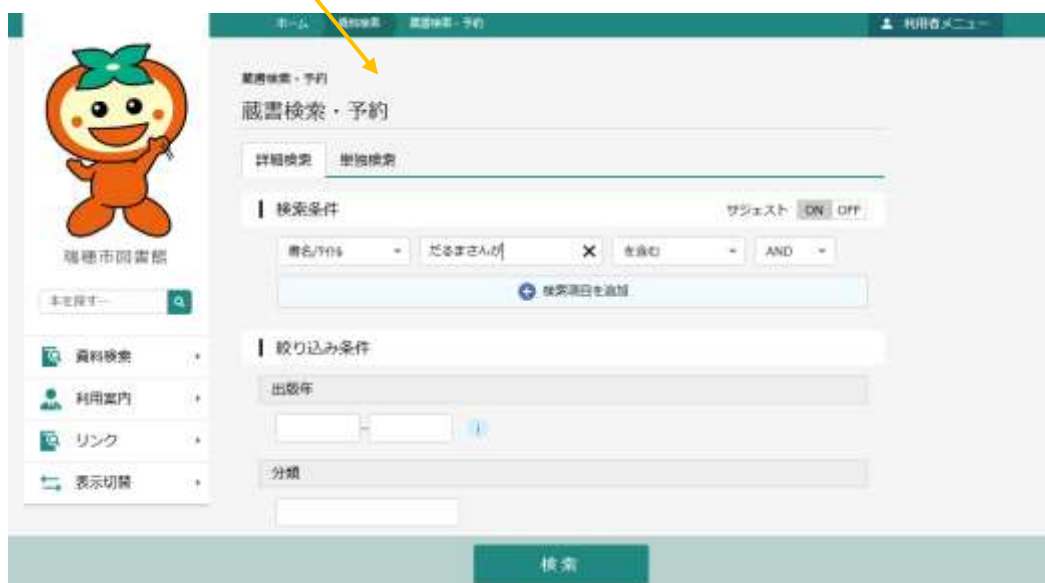 ホーム 資料検索 蔵書検索・予約 利用者メニュー
蔵書検索・予約
蔵書検索・予約
詳細検索 単独検索
検索条件 サジェスト ON OFF
書名/タイトル だるまさんが を含む AND
検索項目を追加
瑞穂市図書館
本を探す…
資料検索
利用案内
リンク
表示切替
絞り込み条件
出版年
-
分類
検索